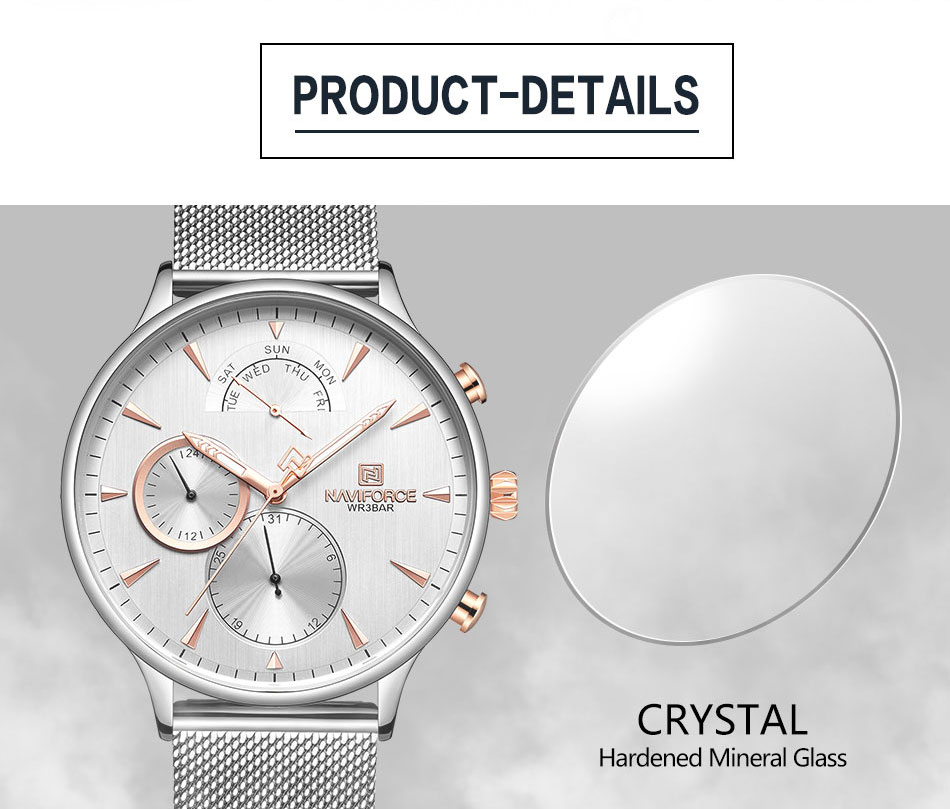 PRODUCT-DETAILS
SUN
SAT MON
TUE WED THU FRI
24
12
NAVIFORCE
WR3BAR
31
25 6
19 12
CRYSTAL
Hardened Mineral Glass